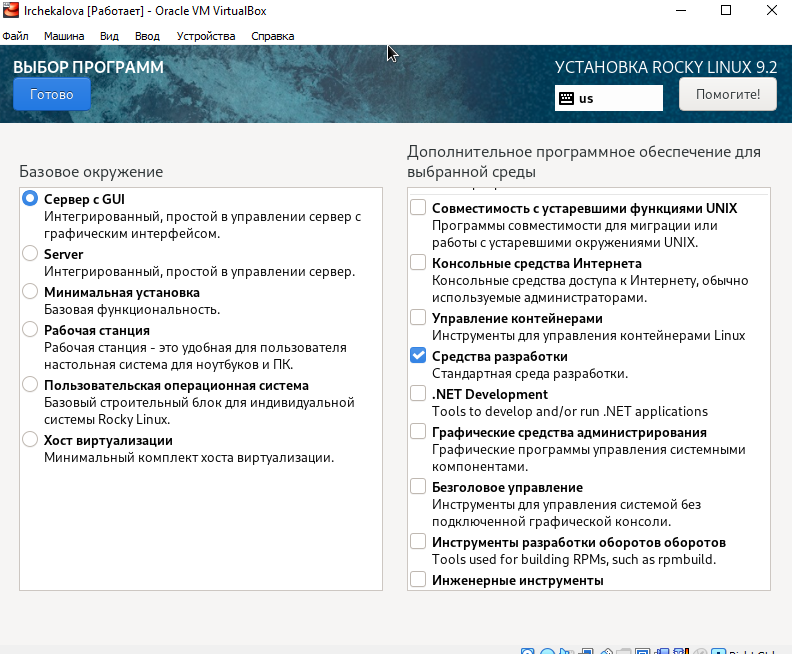 lrchekalova [Работает] - Oracle VM VirtualBox
Файл Машина Вид Ввод Устройства Справка
ВЫБОР ПРОГРАММ
УСТАНОВКА ROCKY LINUX 9.2
Готово
us
Помогите!
Базовое окружение
Дополнительное программное обеспечение для
выбранной среды
Сервер с GUI
Интегрированный, простой в управлении сервер с
графическим интерфейсом.
Server
Интегрированный, простой в управлении сервер.
Минимальная установка
Базовая функциональность.
Рабочая станция
Рабочая станция - это удобная для пользователя
настольная система для ноутбуков и ПК.
Пользовательская операционная система
Базовый строительный блок для индивидуальной
системы Rocky Linux.
Хост виртуализации
Минимальный комплект хоста виртуализации.
Совместимость с устаревшими функциями UNIX
Программы совместимости для миграции или
работы с устаревшими окружениями UNIX.
Консольные средства Интернета
Консольные средства доступа к Интернету, обычно
используемые администраторами.
Управление контейнерами
Инструменты для управления контейнерами Linux
Средства разработки
Стандартная среда разработки.
.NET Development
Tools to develop and/or run .NET applications
Графические средства администрирования
Графические программы управления системными
компонентами.
Безголовое управление
Инструменты для управления системой без
подключенной графической консоли.
Инструменты разработки оборотов оборотов
Tools used for building RPMs, such as rpmbuild.
Инженерные инструменты